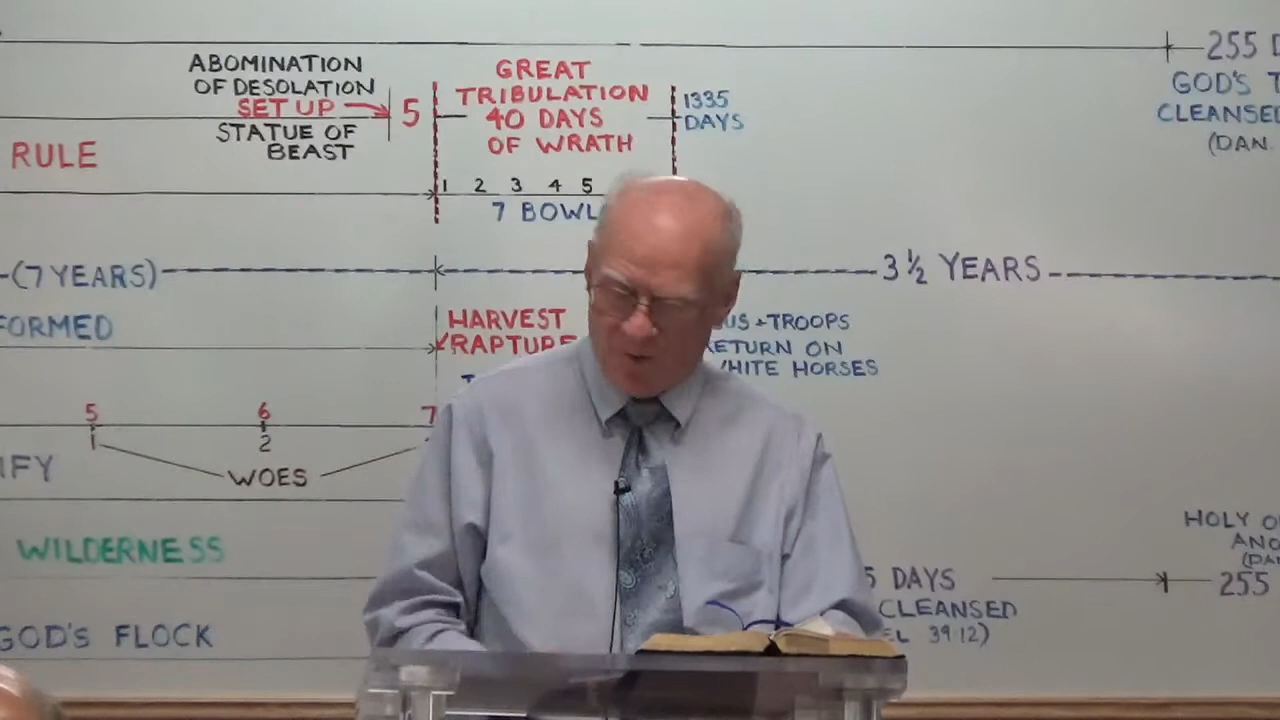 ABOMINATION
OF DESOLATION
SET UP
STATUE OF
BEAST
5
GREAT
TRIBULATION
40 DAYS
OF WRATH
1335
DAYS
255
GOD'S
CLEANSED
(DAN.
RULE
1 2 3 4 5
7 BOWL
(7 YEARS)
3 ½ YEARS
FORMED
HARVEST
RAPTURE
US + TROOPS
RETURN ON
WHITE HORSES
5 6 7
1 2
WOES
IFY
WILDERNESS
HOLY
5 DAYS
CLEANSED
EL 39:12)
255
GOD'S FLOCK